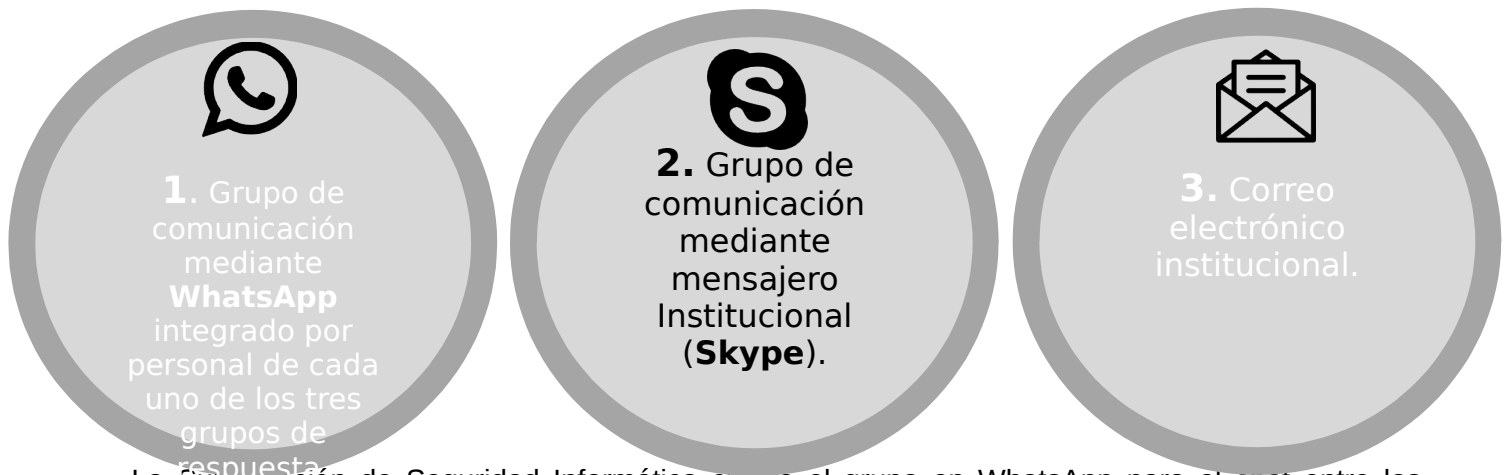 1. Grupo de
comunicación
mediante
WhatsApp
integrado por
personal de cada
uno de los tres
grupos de
respuesta
2. Grupo de
comunicación
mediante
mensajero
Institucional
(Skype).
3. Correo
electrónico
institucional.
La de Seguridad Informática el grupo en WhatsApp para el entre los